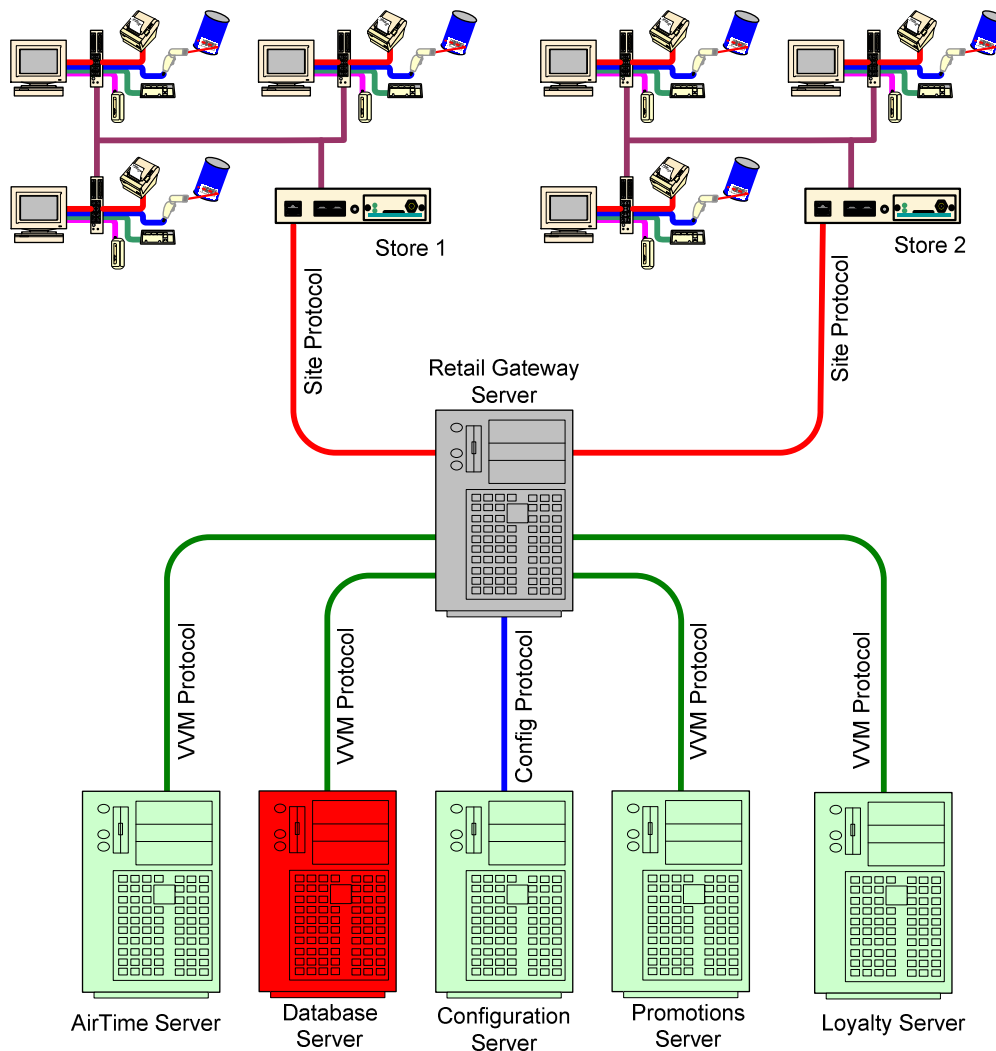 Store 1
Store 2
Site Protocol
Site Protocol
Retail Gateway
Server
VVM Protocol
VVM Protocol
Config Protocol
VVM Protocol
VVM Protocol
AirTime Server
Database
Server
Configuration
Server
Promotions
Server
Loyalty Server